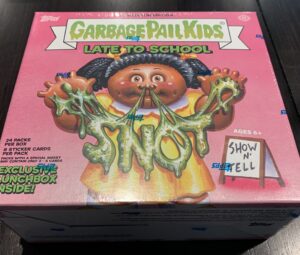 Topps
GARBAGE PAIL KIDS
LATE TO SCHOOL
SNOT
24 PACKS
PER BOX
8 STICKER CARDS
PER PACK
EXCLUSIVE
LUNCHBOX
INSIDE!
AGES 6+
SHOW
N'
TELL